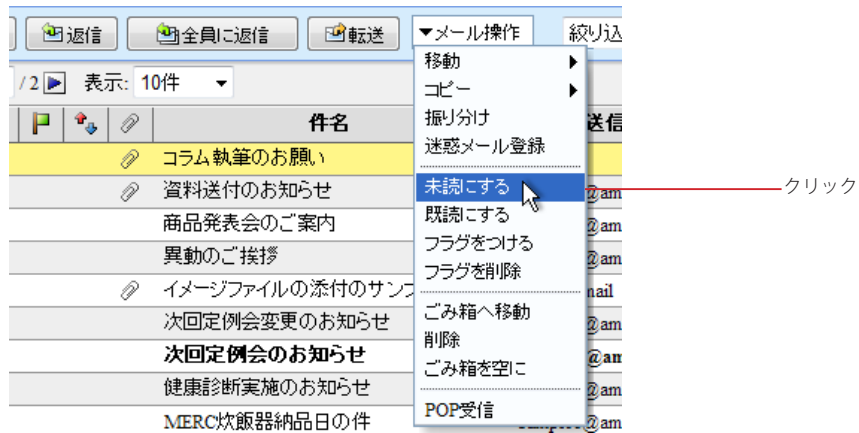 返信 全員に返信 転送 ▼メール操作 絞り込
/2 表示: 10件
件名 送信
コラム執筆のお願い
資料送付のお知らせ @am
商品発表会のご案内 @am
異動のご挨拶 @am
イメージファイルの添付のサンプ mail
次回定例会変更のお知らせ @am
次回定例会のお知らせ @am
健康診断実施のお知らせ @am
MERC炊飯器納品日の件 @am
移動
コピー
振り分け
迷惑メール登録
未読にする
既読にする
フラグをつける
フラグを削除
ごみ箱へ移動
削除
ごみ箱を空に
POP受信
クリック